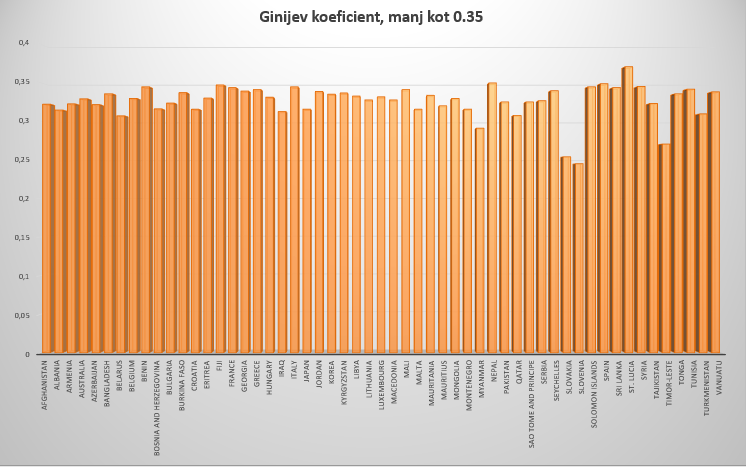 Ginijev koeficient, manj kot 0.35
0,4
0,35
0,3
0,25
0,2
0,15
0,1
0,05
0
AFGHANISTAN
ALBANIA
ARMENIA
AUSTRALIA
AZERBAIJAN
BANGLADESH
BELARUS
BELGIUM
BENIN
BOSNIA AND HERZEGOVINA
BULGARIA
BURKINA FASO
CROATIA
ERITREA
FIJI
FRANCE
GEORGIA
GREECE
HUNGARY
IRAQ
ITALY
JAPAN
JORDAN
KOREA
KYRGYZSTAN
LIBYA
LITHUANIA
LUXEMBOURG
MACEDONIA
MALI
MALTA
MAURITANIA
MAURITIUS
MONGOLIA
MONTENEGRO
MYANMAR
NEPAL
PAKISTAN
QATAR
SAO TOME AND PRINCIPE
SERBIA
SEYCHELLES
SLOVAKIA
SLOVENIA
SOLOMON ISLANDS
SPAIN
SRI LANKA
ST. LUCIA
SYRIA
TAJIKISTAN
TIMOR-LESTE
TONGA
TUNISIA
TURKMENISTAN
VANUATU